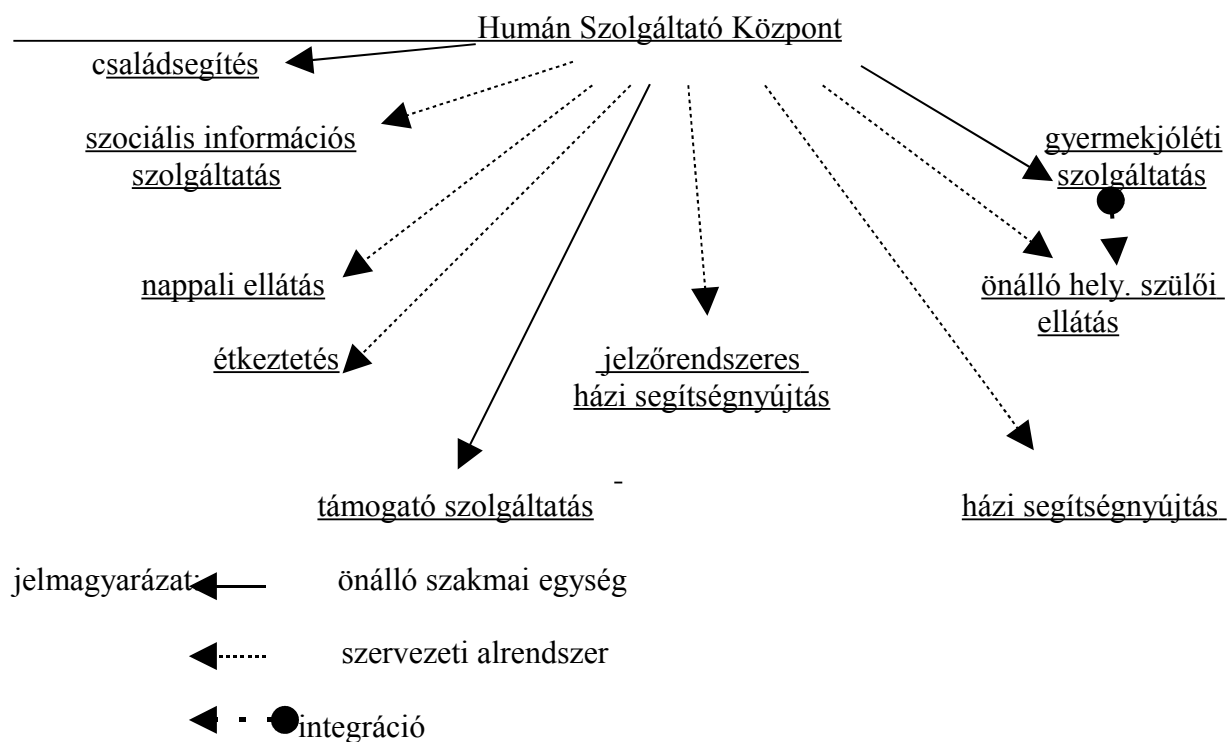 Humán Szolgáltató Központ
családsegítés
szociális információs
szolgáltatás
gyermekjóléti
szolgáltatás
nappali ellátás
önálló hely. szülői
ellátás
étkeztetés
jelzőrendszeres
házi segítségnyújtás
támogató szolgáltatás
házi segítségnyújtás
jelmagyarázat:
önálló szakmai egység
szervezeti alrendszer
integráció